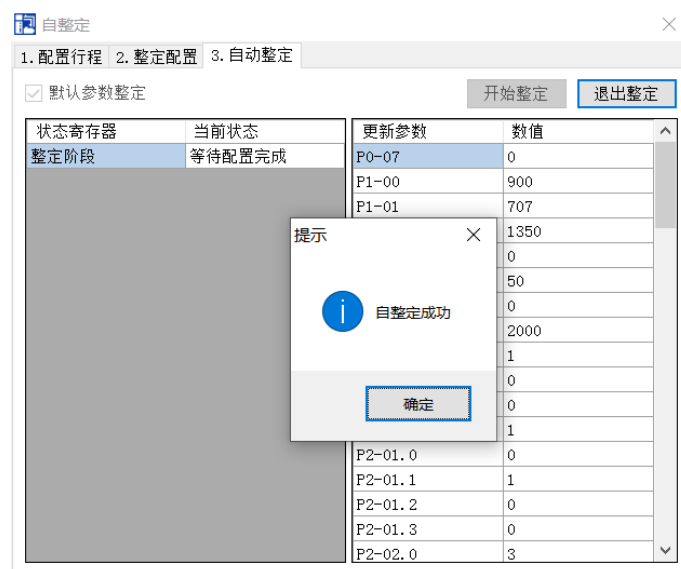 自整定
1.配置行程 2.整定配置 3.自动整定
默认参数整定 开始整定 退出整定
状态寄存器 当前状态 更新参数 数值
整定阶段 等待配置完成 P0-07 0
P1-00 900
P1-01 707
提示 1350
0
50
自整定成功 0
2000
1
0
确定 0
1
P2-01.0 0
P2-01.1 1
P2-01.2 0
P2-01.3 0
P2-02.0 3